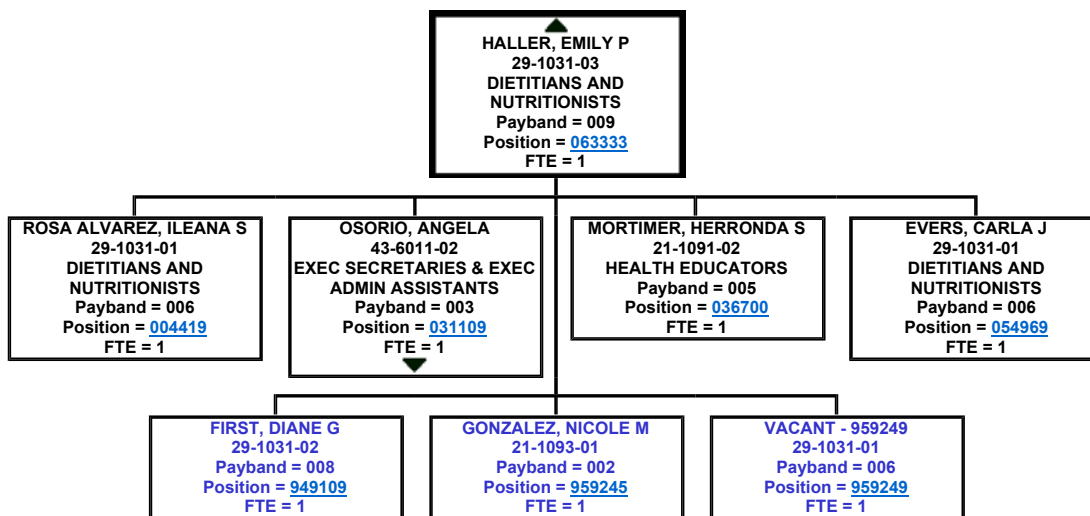 HALLER, EMILY P
29-1031-03
DIETITIANS AND
NUTRITIONISTS
Payband = 009
Position = 063333
FTE = 1
ROSA ALVAREZ, ILEANA S
29-1031-01
DIETITIANS AND
NUTRITIONISTS
Payband = 006
Position = 004419
FTE = 1
OSORIO, ANGELA
43-6011-02
EXEC SECRETARIES & EXEC
ADMIN ASSISTANTS
Payband = 003
Position = 031109
FTE = 1
MORTIMER, HERRONDA S
21-1091-02
HEALTH EDUCATORS
Payband = 005
Position = 036700
FTE = 1
EVERS, CARLA J
29-1031-01
DIETITIANS AND
NUTRITIONISTS
Payband = 006
Position = 054969
FTE = 1
FIRST, DIANE G
29-1031-02
Payband = 008
Position = 949109
FTE = 1
GONZALEZ, NICOLE M
21-1093-01
Payband = 002
Position = 959245
FTE = 1
VACANT - 959249
29-1031-01
Payband = 006
Position = 959249
FTE = 1